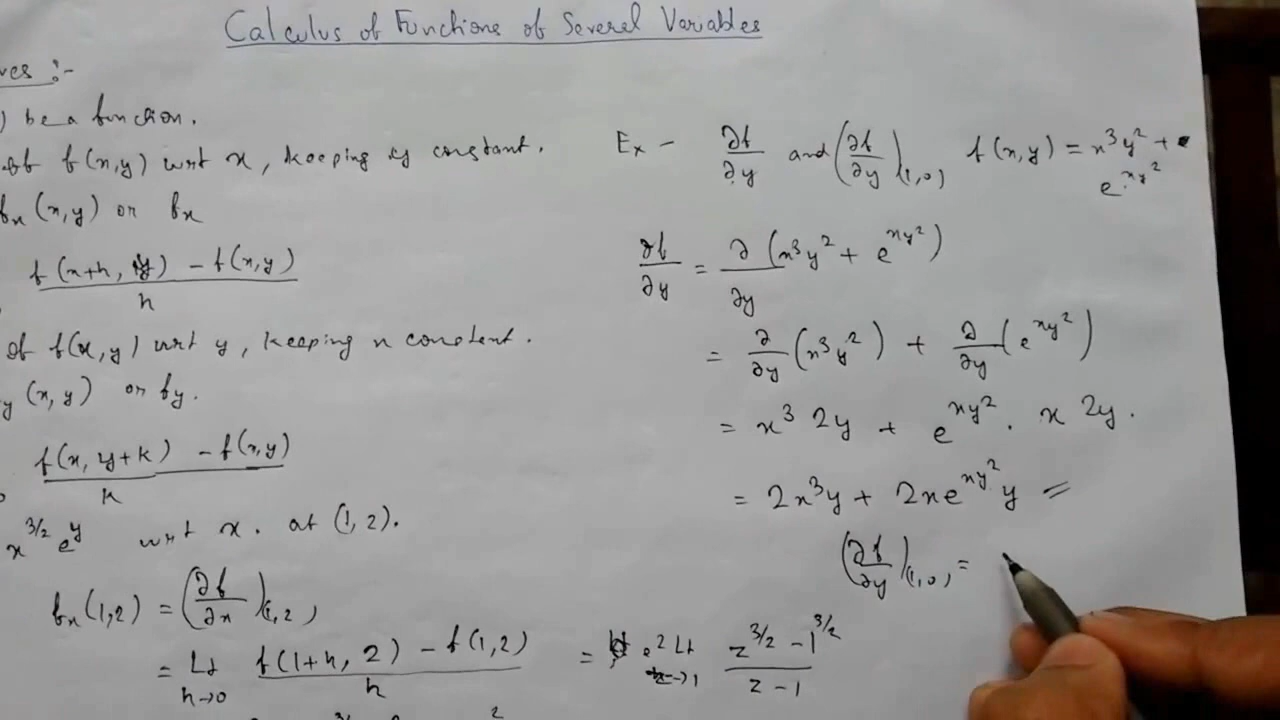 Calculus of Functions of Several Variables
ves :-
) be a function.
of f(x,y) wrt x, keeping y constant.
fx (x,y) or fx
f(x+h, y) - f(x,y)
h
of f(x,y) wrt y, keeping x constant.
y (x,y) or fy.
f(x, y+k) - f(x,y)
k
x^{3/2} e^y wrt x. at (1,2).
fx(1,2) = (∂f/∂x)(1,2)
= Lt h→0 f(1+h, 2) - f(1,2) / h
= e^2 Lt z→1 z^{3/2} - 1^{3/2} / z - 1
Ex - ∂f/∂y and (∂f/∂y)(1,0) f(x,y) = x^3y^2 +
e^{xy^2}
∂f/∂y = ∂/∂y (x^3y^2 + e^{xy^2})
= ∂/∂y (x^3y^2) + ∂/∂y (e^{xy^2})
= x^3 2y + e^{xy^2} . x 2y.
= 2x^3y + 2xe^{xy^2}y =
(∂f/∂y)(1,0) =